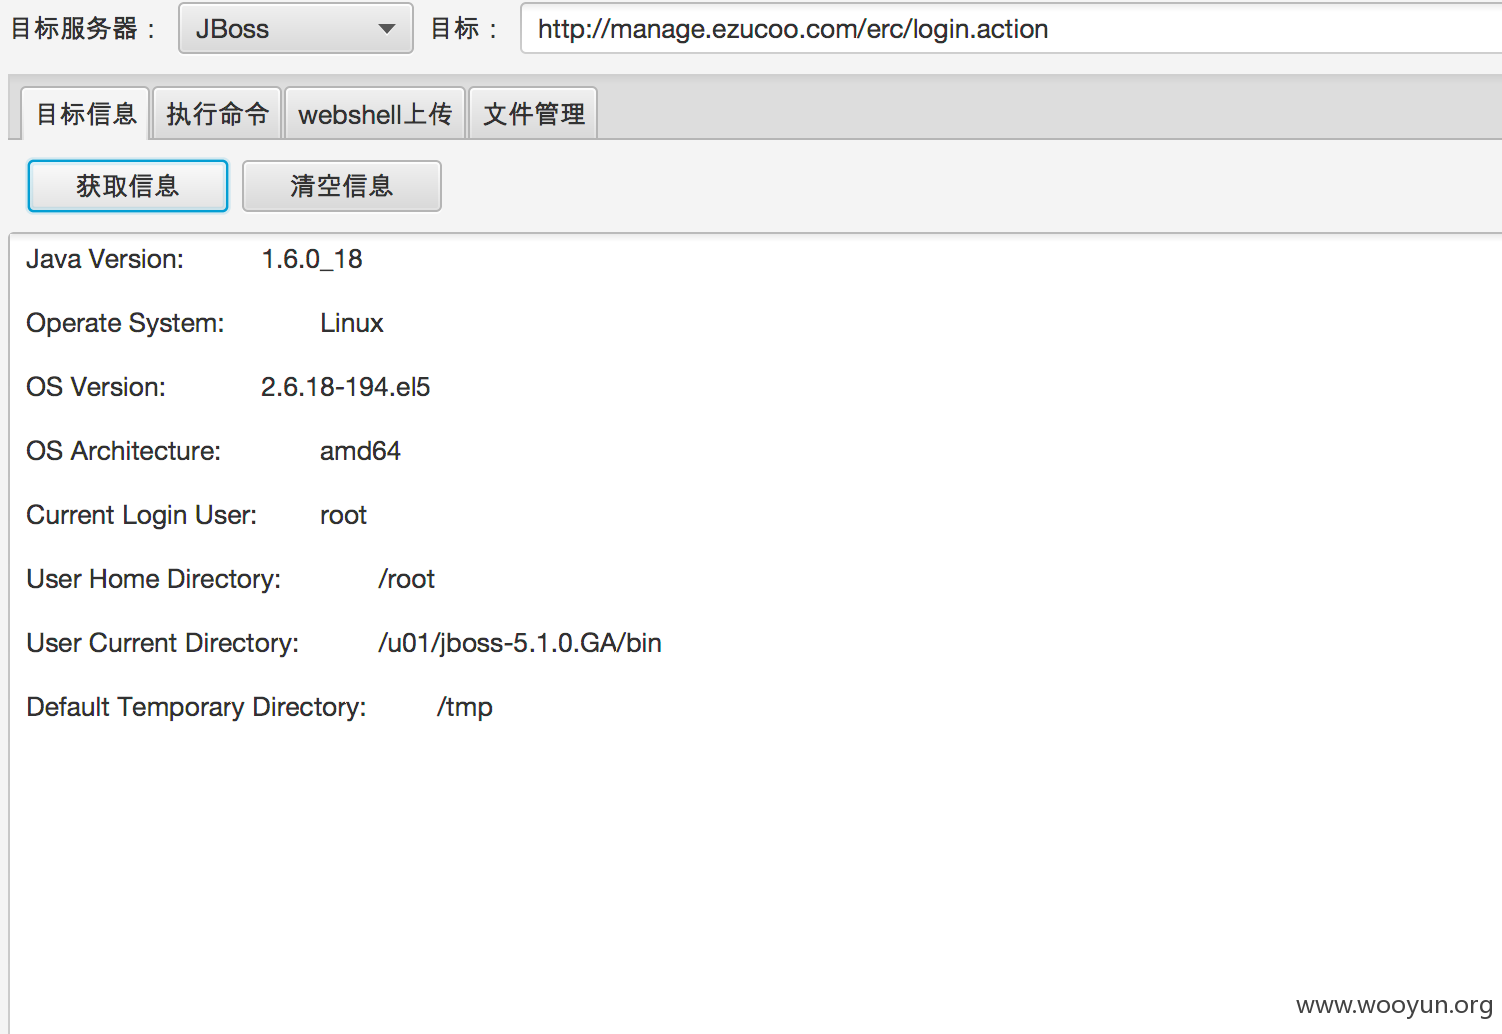 目标服务器： JBoss 目标： http://manage.ezucoo.com/erc/login.action
目标信息 执行命令 webshell上传 文件管理
获取信息 清空信息
Java Version: 1.6.0_18
Operate System: Linux
OS Version: 2.6.18-194.el5
OS Architecture: amd64
Current Login User: root
User Home Directory: /root
User Current Directory: /u01/jboss-5.1.0.GA/bin
Default Temporary Directory: /tmp
www.wooyun.org